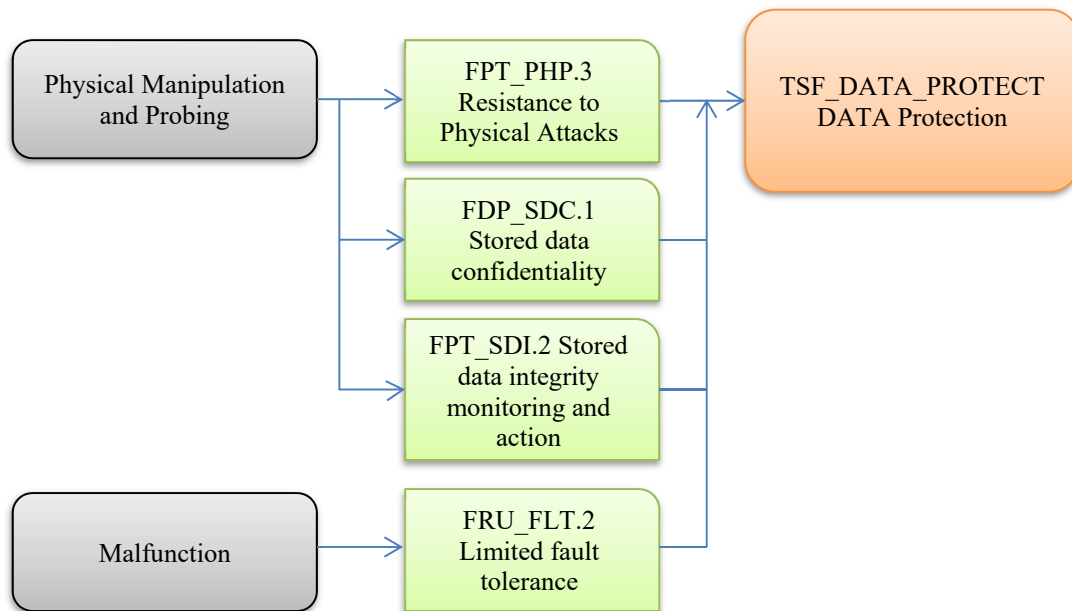 Physical Manipulation
and Probing
FPT_PHP.3
Resistance to
Physical Attacks
TSF_DATA_PROTECT
DATA Protection
FDP_SDC.1
Stored data
confidentiality
FPT_SDI.2 Stored
data integrity
monitoring and
action
Malfunction
FRU_FLT.2
Limited fault
tolerance